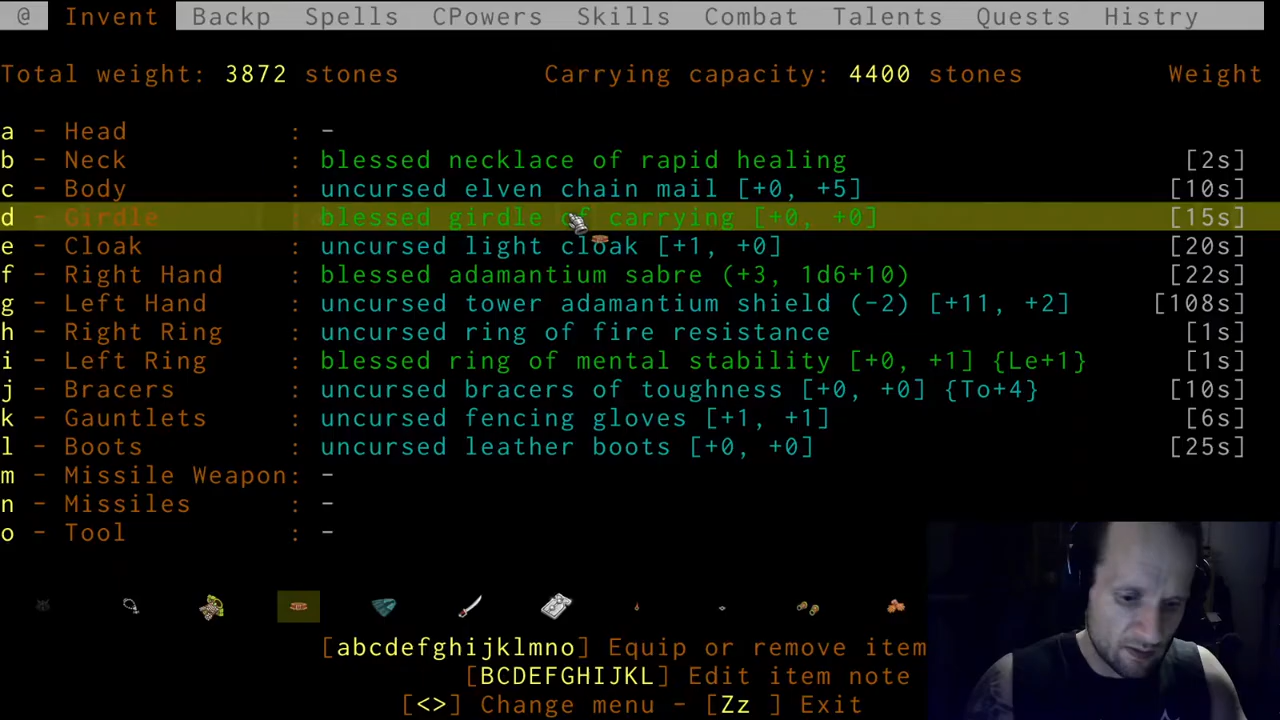 @ Invent Backp Spells CPowers Skills Combat Talents Quests Histry
Total weight: 3872 stones Carrying capacity: 4400 stones Weight
a - Head : -
b - Neck : blessed necklace of rapid healing [2s]
c - Body : uncursed elven chain mail [+0, +5] [10s]
d - Girdle : blessed girdle of carrying [+0, +0] [15s]
e - Cloak : uncursed light cloak [+1, +0] [20s]
f - Right Hand : blessed adamantium sabre (+3, 1d6+10) [22s]
g - Left Hand : uncursed tower adamantium shield (-2) [+11, +2] [108s]
h - Right Ring : uncursed ring of fire resistance [1s]
i - Left Ring : blessed ring of mental stability [+0, +1] {Le+1} [1s]
j - Bracers : uncursed bracers of toughness [+0, +0] {To+4} [10s]
k - Gauntlets : uncursed fencing gloves [+1, +1] [6s]
l - Boots : uncursed leather boots [+0, +0] [25s]
m - Missile Weapon: -
n - Missiles : -
o - Tool : -
[abcdefghijklmno] Equip or remove item
[BCDEFGHIJKL] Edit item note
[<>] Change menu - [Zz ] Exit